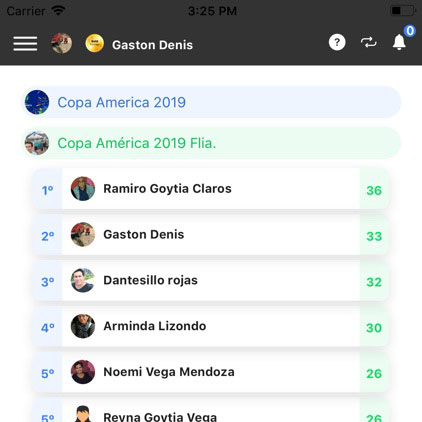 Carrier 3:25 PM
Gaston Denis ? 0
Copa America 2019
Copa América 2019 Flia.
1º Ramiro Goytia Claros 36
2º Gaston Denis 33
3º Dantesillo rojas 32
4º Arminda Lizondo 30
5º Noemi Vega Mendoza 26
5º Reyna Goytia Vega 26